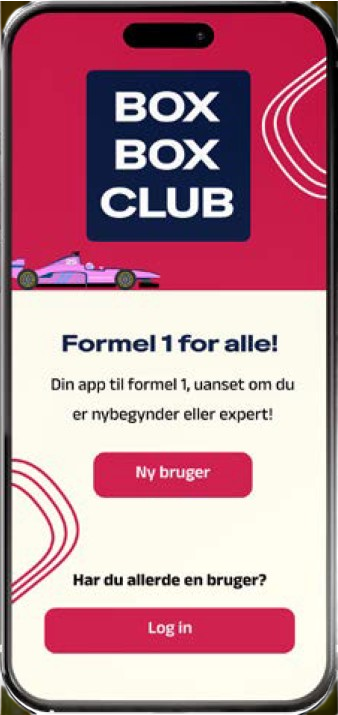 BOX
BOX
CLUB
Formel 1 for alle!
Din app til formel 1, uanset om du
er nybegynder eller expert!
Ny bruger
Har du allerde en bruger?
Log in